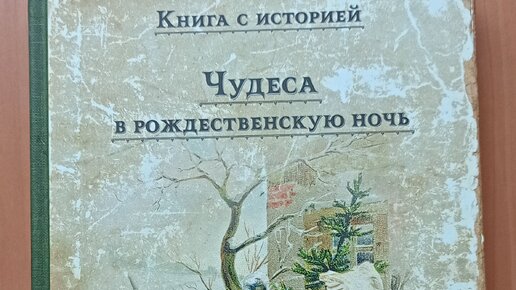 Книга с историей
Чудеса
в рождественскую ночь